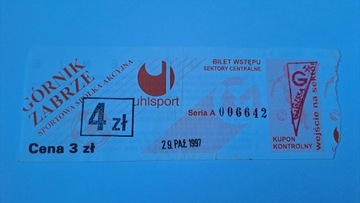 GÓRNIK
ZABRZE
SPORTOWA SPÓŁKA AKCYJNA
4 zł
Cena 3 zł
uhlsport
29. PAŹ 1997
BILET WSTĘPU
SEKTORY CENTRALNE
Seria A 006642
KUPON
KONTROLNY
wejście na sektor